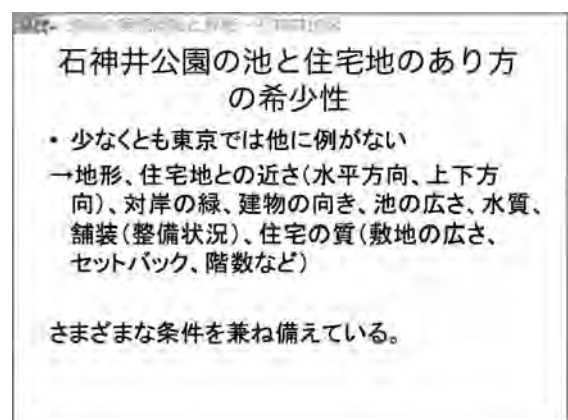 石神井公園の池と住宅地のあり方
の希少性
• 少なくとも東京では他に例がない
→地形、住宅地との近さ(水平方向、上下方
向)、対岸の緑、建物の向き、池の広さ、水質、
舗装(整備状況)、住宅の質(敷地の広さ、
セットバック、階数など)
さまざまな条件を兼ね備えている。